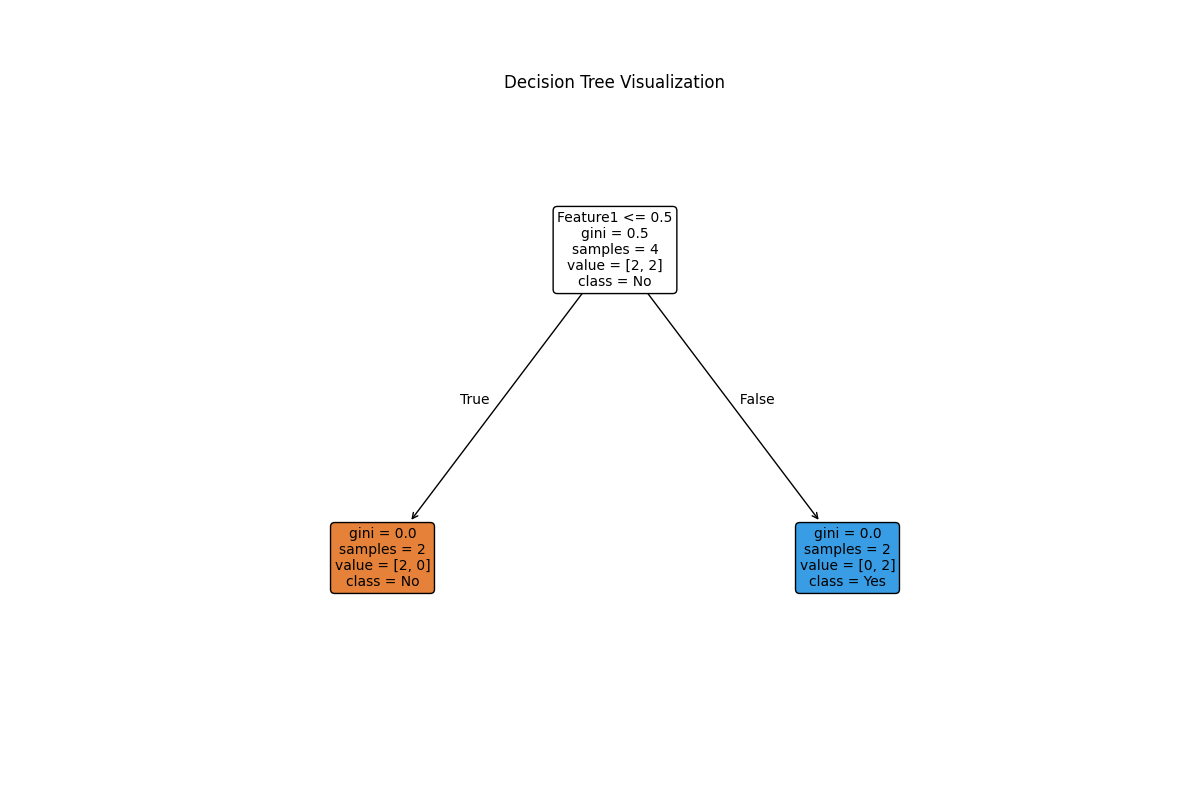 Decision Tree Visualization
Feature1 <= 0.5
gini = 0.5
samples = 4
value = [2, 2]
class = No
True
False
gini = 0.0
samples = 2
value = [2, 0]
class = No
gini = 0.0
samples = 2
value = [0, 2]
class = Yes